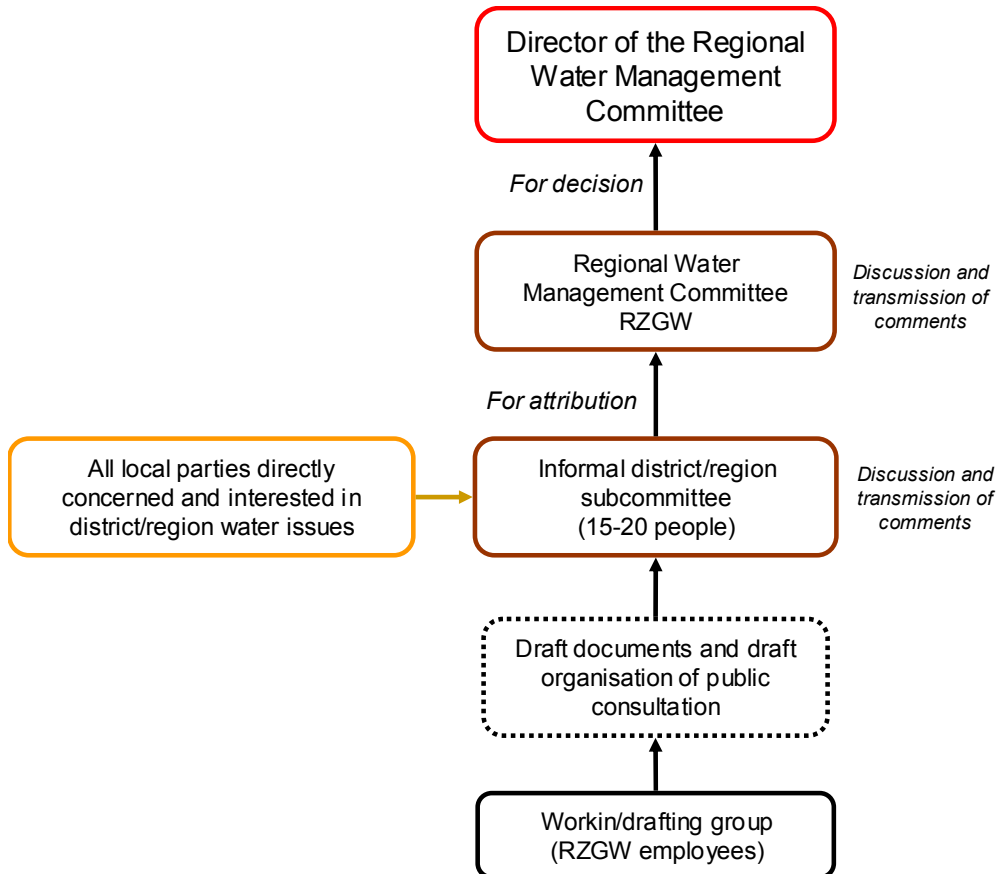 Director of the Regional
Water Management
Committee
For decision
Regional Water
Management Committee
RZGW
Discussion and
transmission of
comments
For attribution
All local parties directly
concerned and interested in
district/region water issues
Informal district/region
subcommittee
(15-20 people)
Discussion and
transmission of
comments
Draft documents and draft
organisation of public
consultation
Workin/drafting group
(RZGW employees)